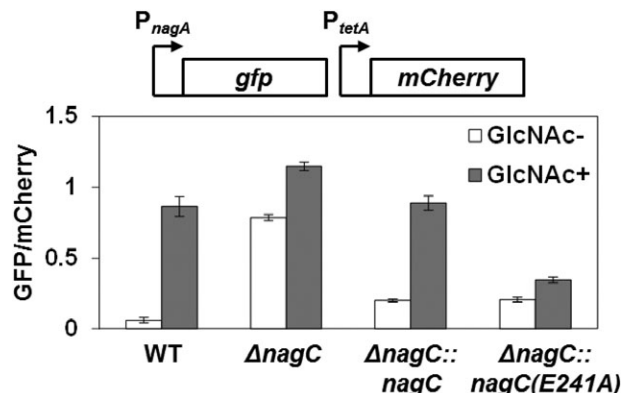 PnagA PtetA
gfp mCherry
1.5
1
0.5
0
GFP/mCherry
GlcNAc-
GlcNAc+
WT ΔnagC ΔnagC:: ΔnagC::
nagC nagC(E241A)